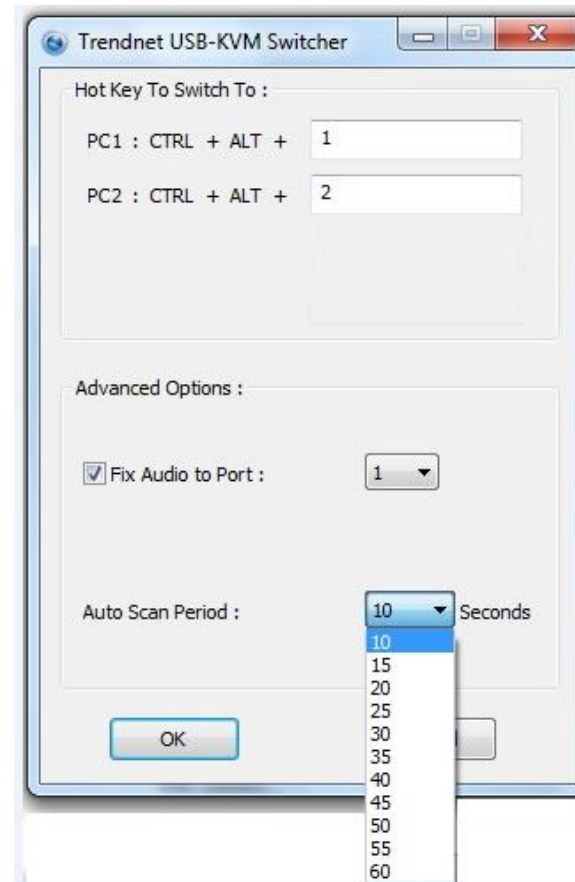 Trendnet USB-KVM Switcher
Hot Key To Switch To :
PC1 : CTRL + ALT + 1
PC2 : CTRL + ALT + 2
Advanced Options :
Fix Audio to Port : 1
Auto Scan Period : 10 Seconds
10
15
20
25
30
35
40
45
50
55
60
OK